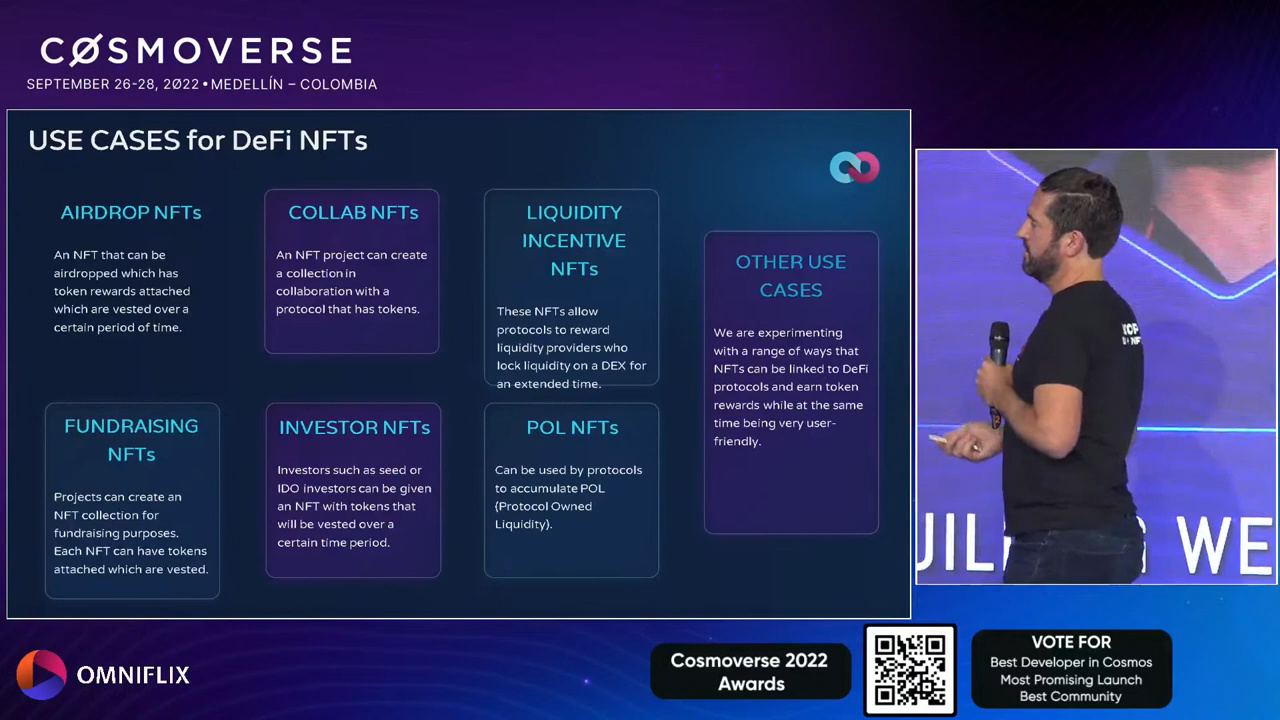 CØSMOVERSE
SEPTEMBER 26-28, 2022 • MEDELLÍN – COLOMBIA
USE CASES for DeFi NFTs
AIRDROP NFTs
An NFT that can be
airdropped which has
token rewards attached
which are vested over a
certain period of time.
COLLAB NFTs
An NFT project can create
a collection in
collaboration with a
protocol that has tokens.
LIQUIDITY
INCENTIVE
NFTs
These NFTs allow
protocols to reward
liquidity providers who
lock liquidity on a DEX for
an extended time.
OTHER USE
CASES
We are experimenting
with a range of ways that
NFTs can be linked to DeFi
protocols and earn token
rewards while at the same
time being very user-
friendly.
FUNDRAISING
NFTs
Projects can create an
NFT collection for
fundraising purposes.
Each NFT can have tokens
attached which are vested.
INVESTOR NFTs
Investors such as seed or
IDO investors can be given
an NFT with tokens that
will be vested over a
certain time period.
POL NFTs
Can be used by protocols
to accumulate POL
(Protocol Owned
Liquidity).
WE
OMNIFLIX
Cosmoverse 2022
Awards
VOTE FOR
Best Developer in Cosmos
Most Promising Launch
Best Community